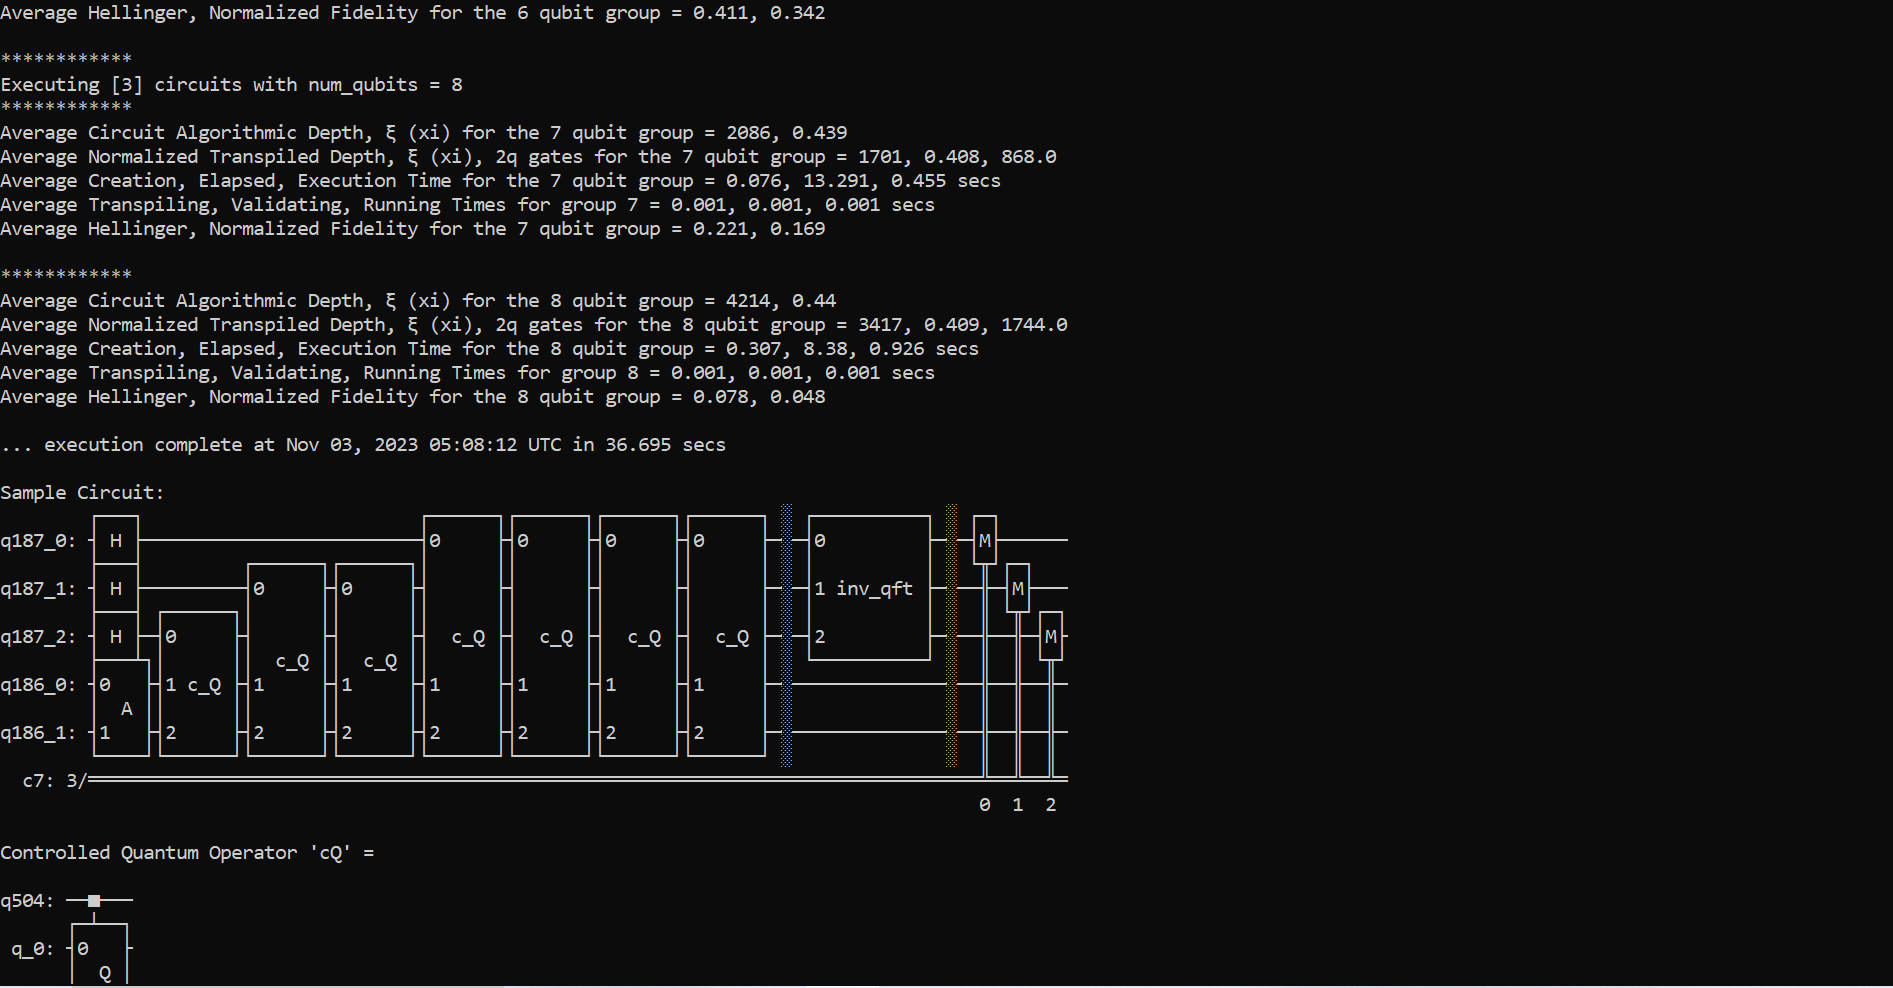 Average Hellinger, Normalized Fidelity for the 6 qubit group = 0.411, 0.342
************
Executing [3] circuits with num_qubits = 8
************
Average Circuit Algorithmic Depth, ξ (xi) for the 7 qubit group = 2086, 0.439
Average Normalized Transpiled Depth, ξ (xi), 2q gates for the 7 qubit group = 1701, 0.408, 868.0
Average Creation, Elapsed, Execution Time for the 7 qubit group = 0.076, 13.291, 0.455 secs
Average Transpiling, Validating, Running Times for group 7 = 0.001, 0.001, 0.001 secs
Average Hellinger, Normalized Fidelity for the 7 qubit group = 0.221, 0.169
************
Average Circuit Algorithmic Depth, ξ (xi) for the 8 qubit group = 4214, 0.44
Average Normalized Transpiled Depth, ξ (xi), 2q gates for the 8 qubit group = 3417, 0.409, 1744.0
Average Creation, Elapsed, Execution Time for the 8 qubit group = 0.307, 8.38, 0.926 secs
Average Transpiling, Validating, Running Times for group 8 = 0.001, 0.001, 0.001 secs
Average Hellinger, Normalized Fidelity for the 8 qubit group = 0.078, 0.048
... execution complete at Nov 03, 2023 05:08:12 UTC in 36.695 secs
Sample Circuit:
q187_0: H 0 0 0 0 0 M
q187_1: H 0 0 1 inv_qft M
q187_2: H 0 c_Q c_Q c_Q c_Q 2 M
c_Q c_Q
q186_0: 0 1 c_Q 1 1 1 1 1 1
A
q186_1: 1 2 2 2 2 2 2 2
c7: 3/
0 1 2
Controlled Quantum Operator 'cQ' =
q504:
q_0: 0
Q